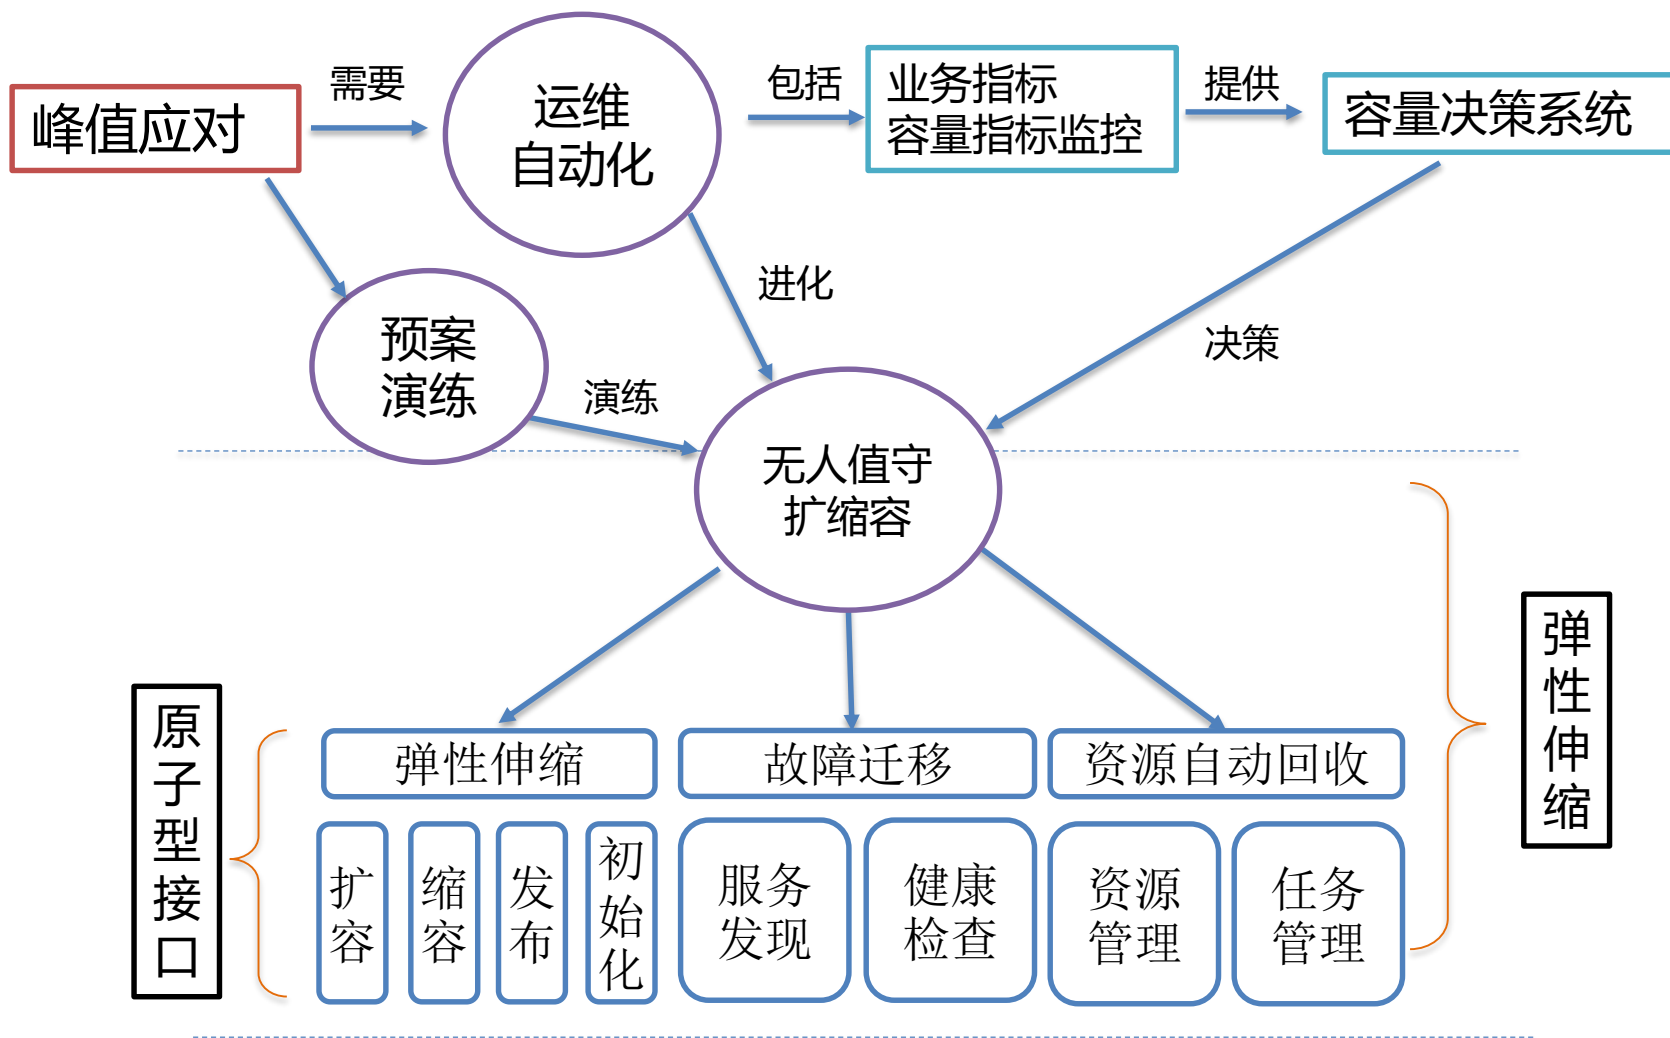 需要
包括
提供
峰值应对
运维
自动化
业务指标
容量指标监控
容量决策系统
进化
决策
预案
演练
演练
无人值守
扩缩容
弹
性
伸
缩
原
子
型
接
口
弹性伸缩
故障迁移
资源自动回收
扩
容
缩
容
发
布
初
始
化
服务
发现
健康
检查
资源
管理
任务
管理